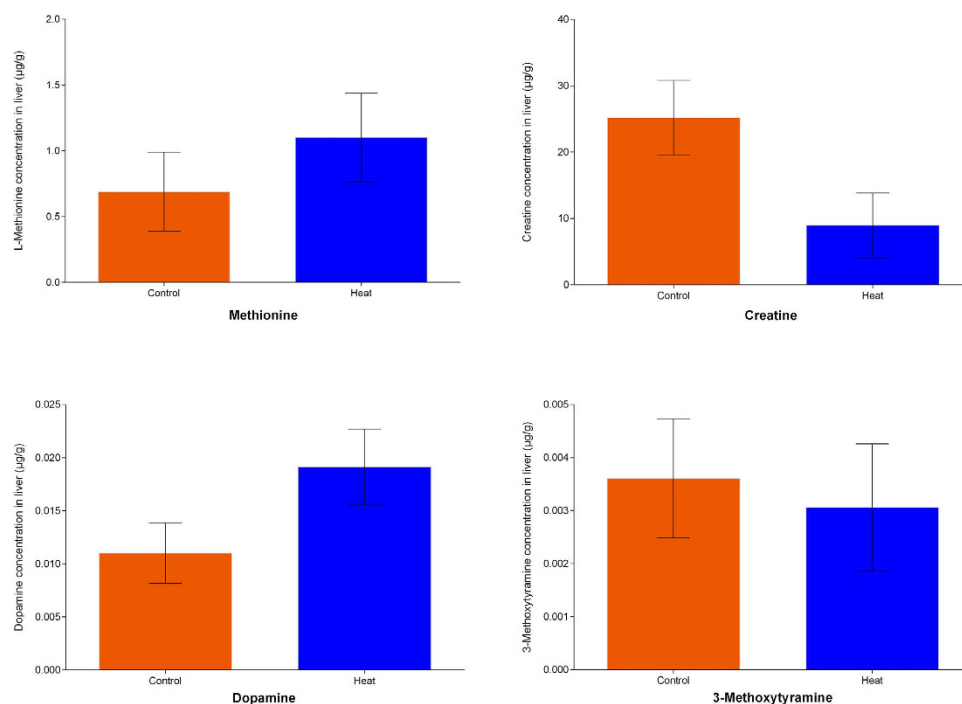 L-Methionine concentration in liver (µg/g)
2.0
1.5
1.0
0.5
0.0
Control
Heat
Methionine
Creatine concentration in liver (µg/g)
40
30
20
10
0
Control
Heat
Creatine
Dopamine concentration in liver (µg/g)
0.025
0.020
0.015
0.010
0.005
0.000
Control
Heat
Dopamine
3-Methoxytyramine concentration in liver (µg/g)
0.005
0.004
0.003
0.002
0.001
0.000
Control
Heat
3-Methoxytyramine